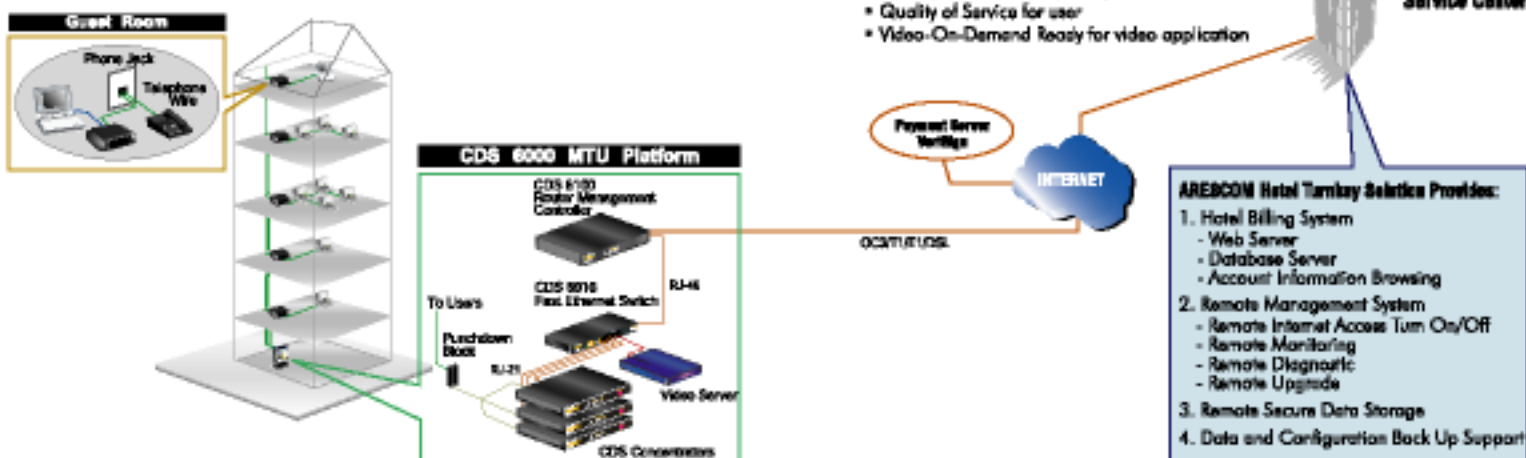 Guest Room
Phone Jack
Telephone
Wire
• Quality of Service for user
• Video-On-Demand Ready for video application
Service Center
Payment Server
VeriSign
INTERNET
CDS 6000 MTU Platform
CDS 6100
Router Management
Controller
OC3/T1/E1/DSL
RJ-45
Fast Ethernet Switch
To Users
Punchdown
Block
RJ-21
Video Server
CDS Concentrators
ARESCOM Hotel Turnkey Solution Provides:
1. Hotel Billing System
- Web Server
- Database Server
- Account Information Browsing
2. Remote Management System
- Remote Internet Access Turn On/Off
- Remote Monitoring
- Remote Diagnostic
- Remote Upgrade
3. Remote Secure Data Storage
4. Data and Configuration Back Up Support